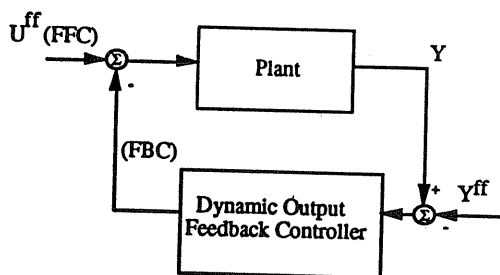 U^ff (FFC)
Σ
-
Plant
Y
(FBC)
Dynamic Output
Feedback Controller
+
Σ
-
Y^ff